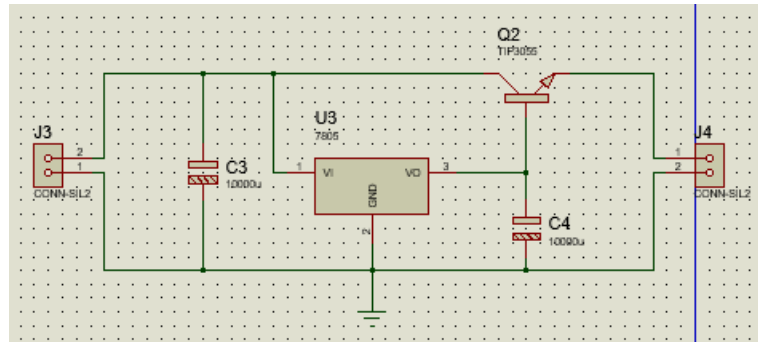 Q2
TIP3055
U3
7805
J3
2
1
CONN-SIL2
C3
10000u
1
VI
VO
3
GND
2
C4
10000u
J4
1
2
CONN-SIL2